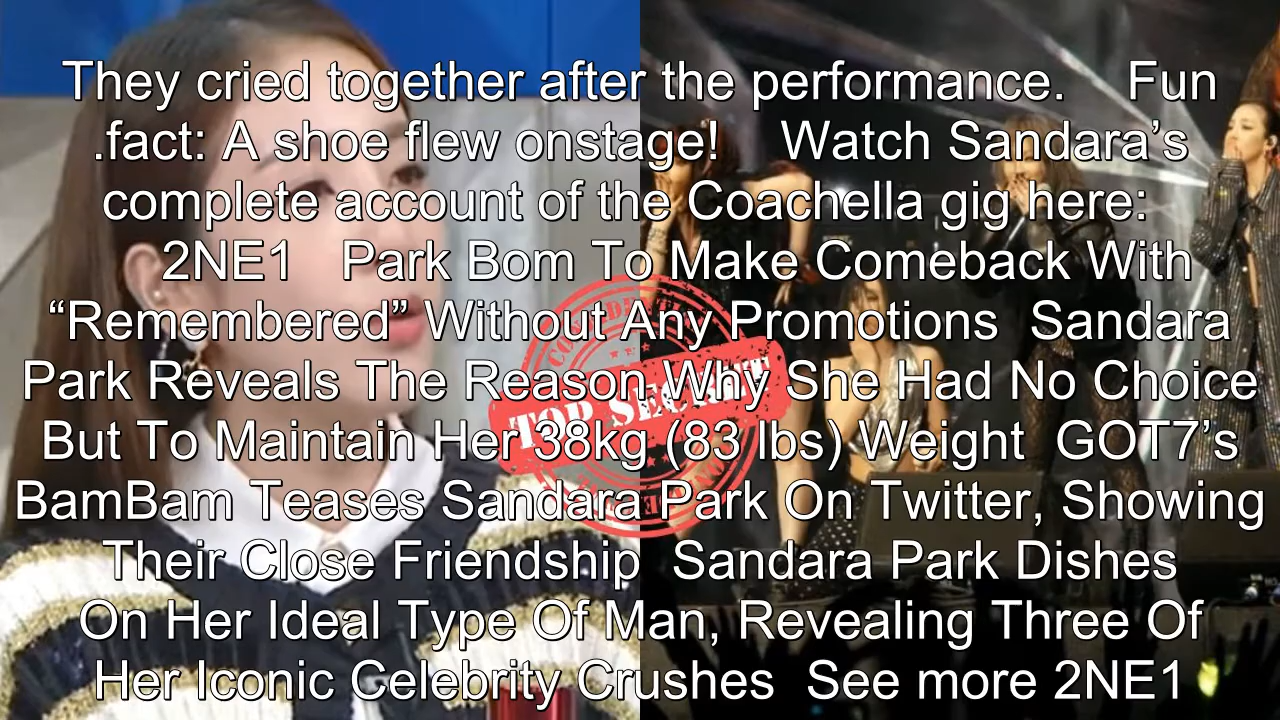 They cried together after the performance. Fun
.fact: A shoe flew onstage! Watch Sandara’s
complete account of the Coachella gig here:
2NE1 Park Bom To Make Comeback With
“Remembered” Without Any Promotions Sandara
Park Reveals The Reason Why She Had No Choice
But To Maintain Her 38kg (83 lbs) Weight GOT7’s
BamBam Teases Sandara Park On Twitter, Showing
Their Close Friendship Sandara Park Dishes
On Her Ideal Type Of Man, Revealing Three Of
Her Iconic Celebrity Crushes See more 2NE1
TOP SECRET